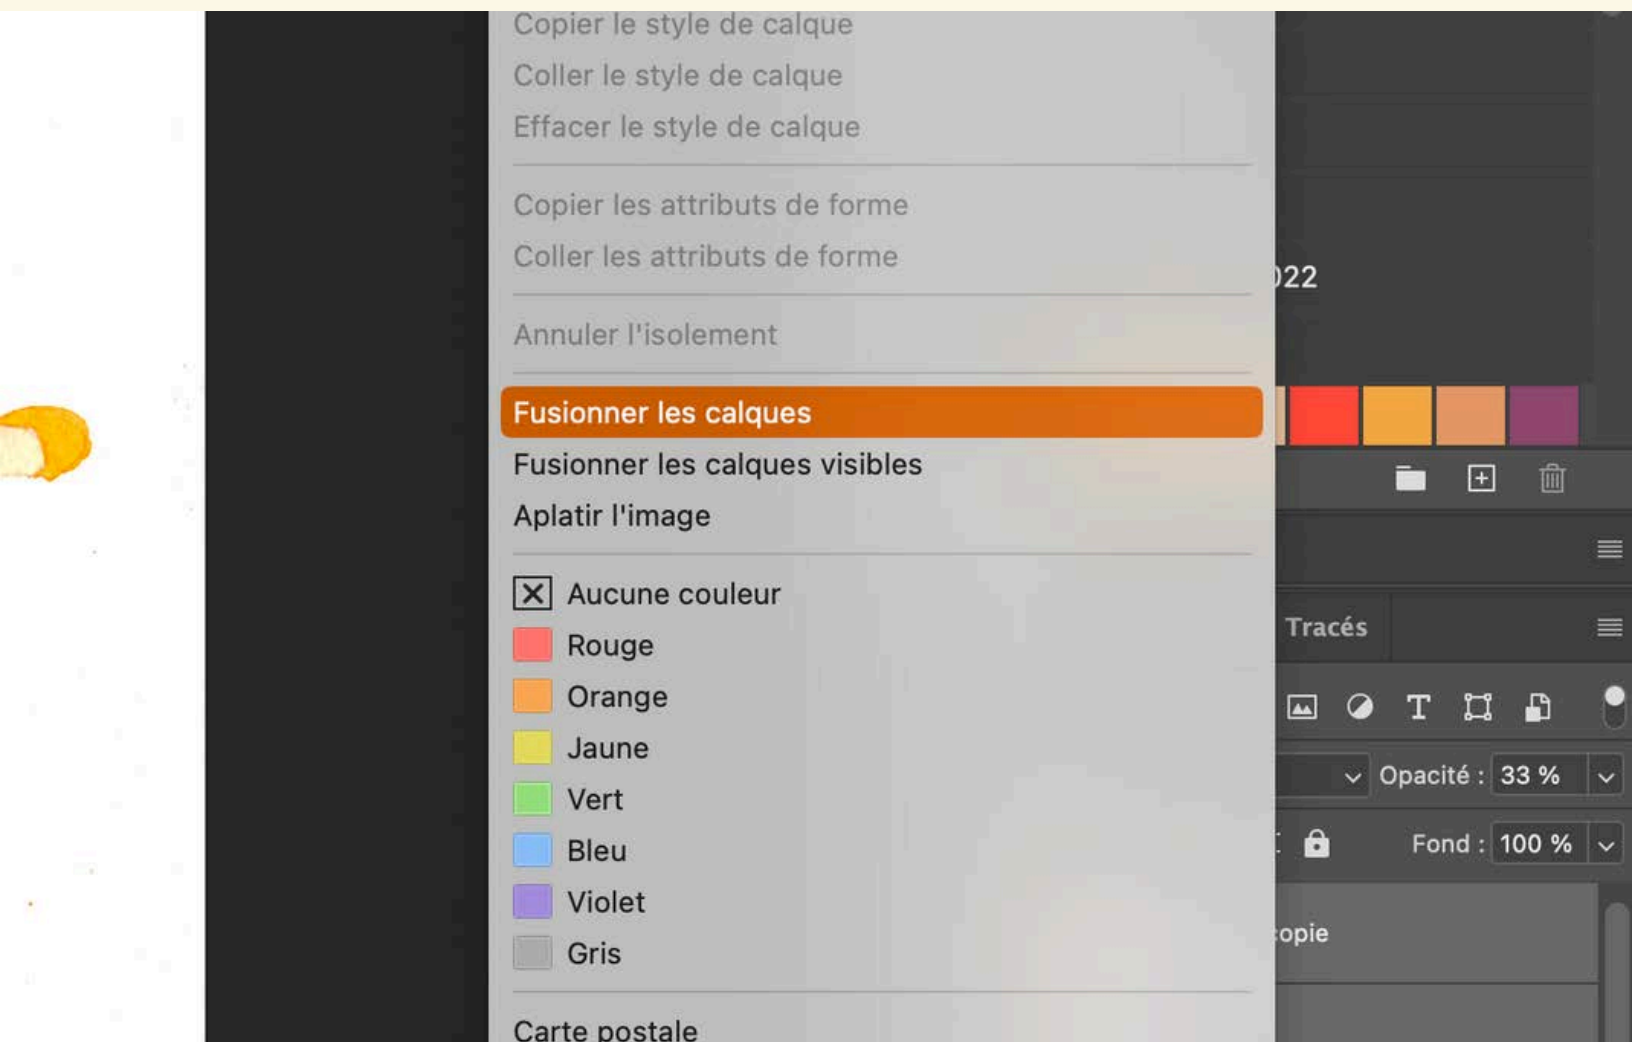 Copier le style de calque
Coller le style de calque
Effacer le style de calque
Copier les attributs de forme
Coller les attributs de forme
Annuler l'isolement
Fusionner les calques
Fusionner les calques visibles
Aplatir l'image
Aucune couleur
Rouge
Orange
Jaune
Vert
Bleu
Violet
Gris
Carte postale
022
Tracés
T
Opacité : 33 %
Fond : 100 %
copie